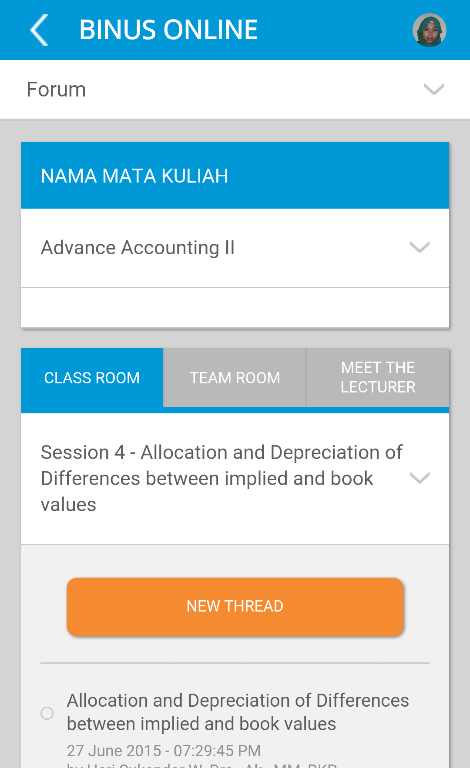 BINUS ONLINE
Forum
NAMA MATA KULIAH
Advance Accounting II
CLASS ROOM
TEAM ROOM
MEET THE
LECTURER
Session 4 - Allocation and Depreciation of
Differences between implied and book
values
NEW THREAD
Allocation and Depreciation of Differences
between implied and book values
27 June 2015 - 07:29:45 PM